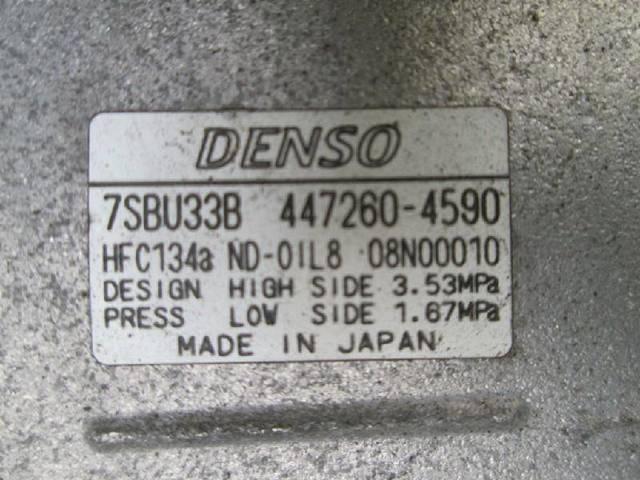 DENSO
7SBU33B 447260-4590
HFC134a ND-OIL8 08N00010
DESIGN HIGH SIDE 3.53MPa
PRESS LOW SIDE 1.67MPa
MADE IN JAPAN